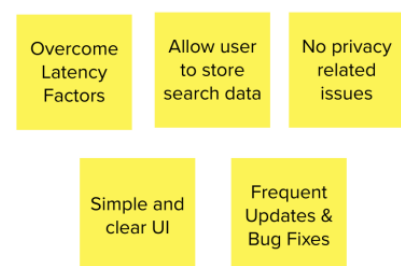 Overcome
Latency
Factors
Allow user
to store
search data
No privacy
related
issues
Simple and
clear UI
Frequent
Updates &
Bug Fixes